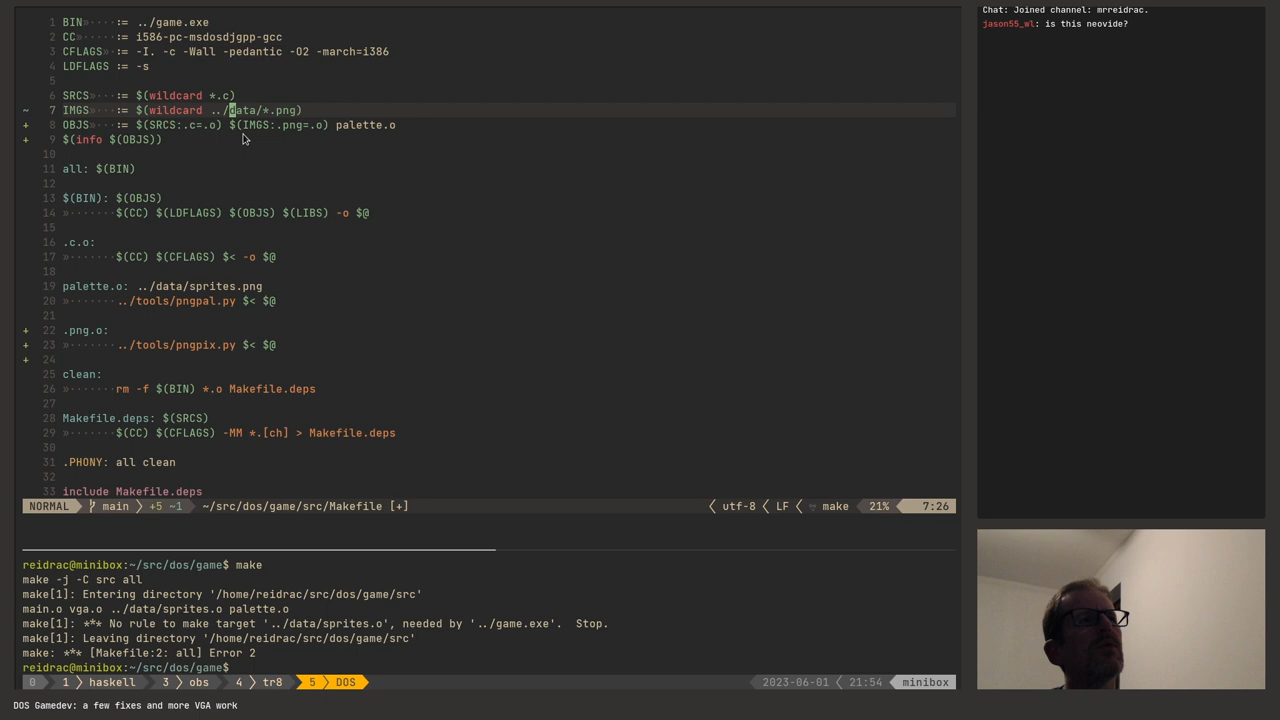 1 BIN»···· := ../game.exe
2 CC»····· := i586-pc-msdosdjgpp-gcc
3 CFLAGS»· := -I. -c -Wall -pedantic -O2 -march=i386
4 LDFLAGS := -s
5
6 SRCS»··· := $(wildcard *.c)
~ 7 IMGS»··· := $(wildcard ../data/*.png)
+ 8 OBJS»··· := $(SRCS:.c=.o) $(IMGS:.png=.o) palette.o
+ 9 $(info $(OBJS))
10
11 all: $(BIN)
12
13 $(BIN): $(OBJS)
14 »·······$(CC) $(LDFLAGS) $(OBJS) $(LIBS) -o $@
15
16 .c.o:
17 »·······$(CC) $(CFLAGS) $< -o $@
18
19 palette.o: ../data/sprites.png
20 »·······../tools/pngpal.py $< $@
21
+ 22 .png.o:
+ 23 »·······../tools/pngpix.py $< $@
+ 24
25 clean:
26 »·······rm -f $(BIN) *.o Makefile.deps
27
28 Makefile.deps: $(SRCS)
29 »·······$(CC) $(CFLAGS) -MM *.[ch] > Makefile.deps
30
31 .PHONY: all clean
32
33 include Makefile.deps
NORMAL main +5 ~1 ~/src/dos/game/src/Makefile [+] utf-8 LF make 21% 7:26
reidrac@minibox:~/src/dos/game$ make
make -j -C src all
make[1]: Entering directory '/home/reidrac/src/dos/game/src'
main.o vga.o ../data/sprites.o palette.o
make[1]: *** No rule to make target '../data/sprites.o', needed by '../game.exe'.  Stop.
make[1]: Leaving directory '/home/reidrac/src/dos/game/src'
make: *** [Makefile:2: all] Error 2
reidrac@minibox:~/src/dos/game$
0 1 haskell 3 obs 4 tr8 5 DOS 2023-06-01 21:54 minibox
Chat: Joined channel: mrreidrac.
jason55_wl: is this neovide?
DOS Gamedev: a few fixes and more VGA work